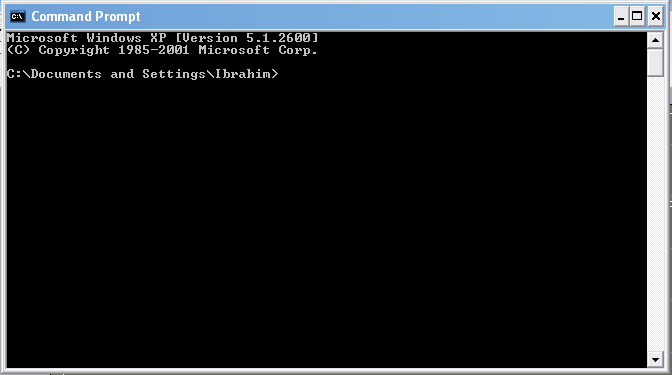 Command Prompt
Microsoft Windows XP [Version 5.1.2600]
(C) Copyright 1985-2001 Microsoft Corp.
C:\Documents and Settings\Ibrahim>